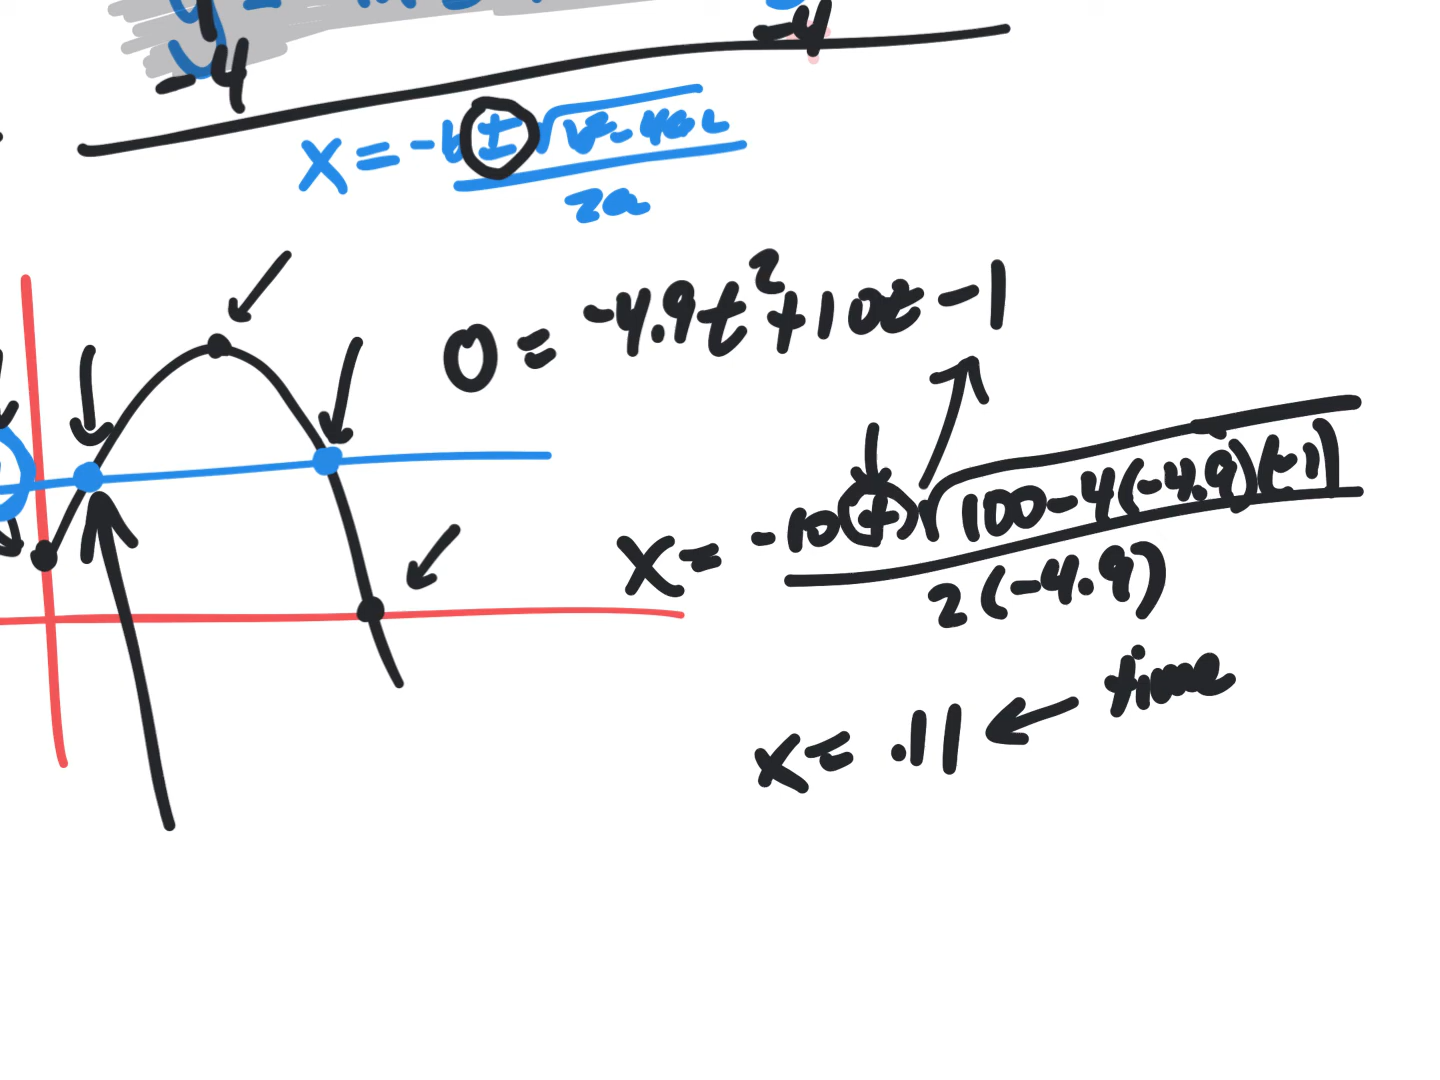 -4
-4
x = -b ± √b² - 4ac
2a
0 = -4.9t² + 10t - 1
x = -10(+)√100 - 4(-4.9)(-1)
2(-4.9)
time
x = .11